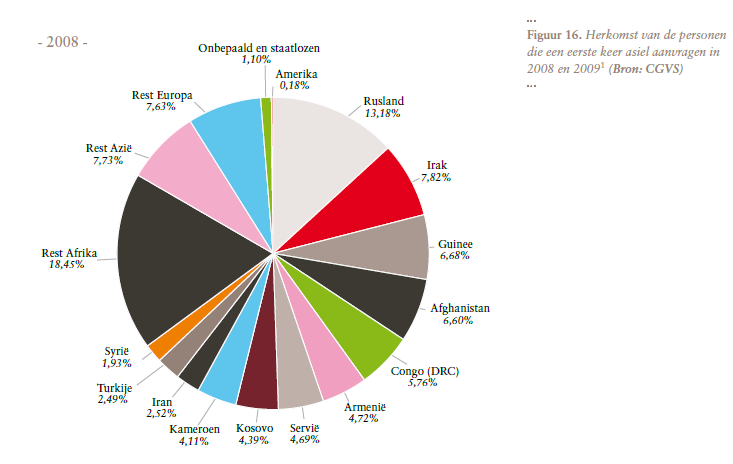 - 2008 -
...
Figuur 16. Herkomst van de personen
die een eerste keer asiel aanvragen in
2008 en 2009¹ (Bron: CGVS)
...
Onbepaald en staatlozen
1,10%
Amerika
0,18%
Rusland
13,18%
Irak
7,82%
Guinee
6,68%
Afghanistan
6,60%
Congo (DRC)
5,76%
Armenië
4,72%
Servië
4,69%
Kosovo
4,39%
Kameroen
4,11%
Iran
2,52%
Turkije
2,49%
Syrië
1,93%
Rest Afrika
18,45%
Rest Azië
7,73%
Rest Europa
7,63%